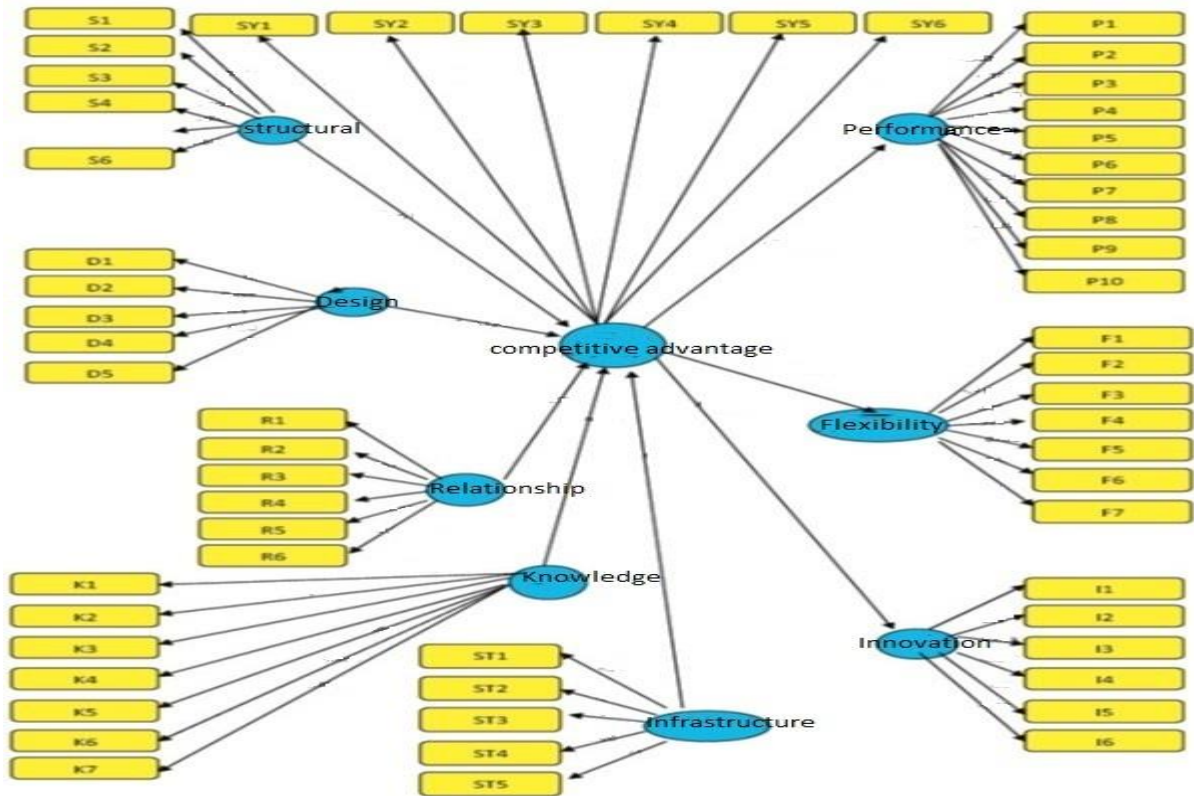 S1
S2
S3
S4
S6
SY1
SY2
SY3
SY4
SY5
SY6
P1
P2
P3
P4
P5
P6
P7
P8
P9
P10
structural
Performance
D1
D2
D3
D4
D5
Design
competitive advantage
F1
F2
F3
F4
F5
F6
F7
Flexibility
R1
R2
R3
R4
R5
R6
Relationship
K1
K2
K3
K4
K5
K6
K7
Knowledge
ST1
ST2
ST3
ST4
ST5
Infrastructure
I1
I2
I3
I4
I5
I6
Innovation